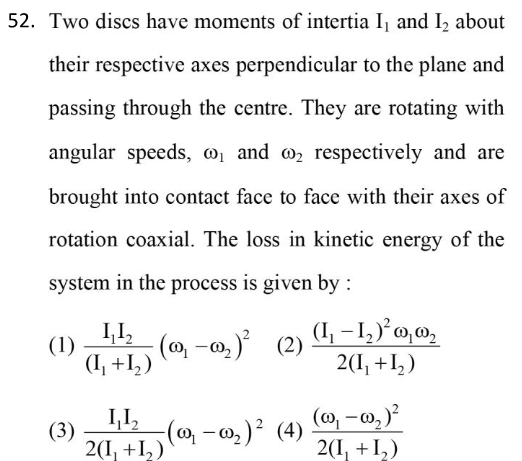 52. Two discs have moments of intertia I₁ and I₂ about
their respective axes perpendicular to the plane and
passing through the centre. They are rotating with
angular speeds, ω₁ and ω₂ respectively and are
brought into contact face to face with their axes of
rotation coaxial. The loss in kinetic energy of the
system in the process is given by :
(1) I₁I₂/(I₁ +I₂) (ω₁ −ω₂)² (2) (I₁ −I₂)²ω₁ω₂/2(I₁ +I₂)
(3) I₁I₂/2(I₁ +I₂) (ω₁ −ω₂)² (4) (ω₁ −ω₂)²/2(I₁ +I₂)